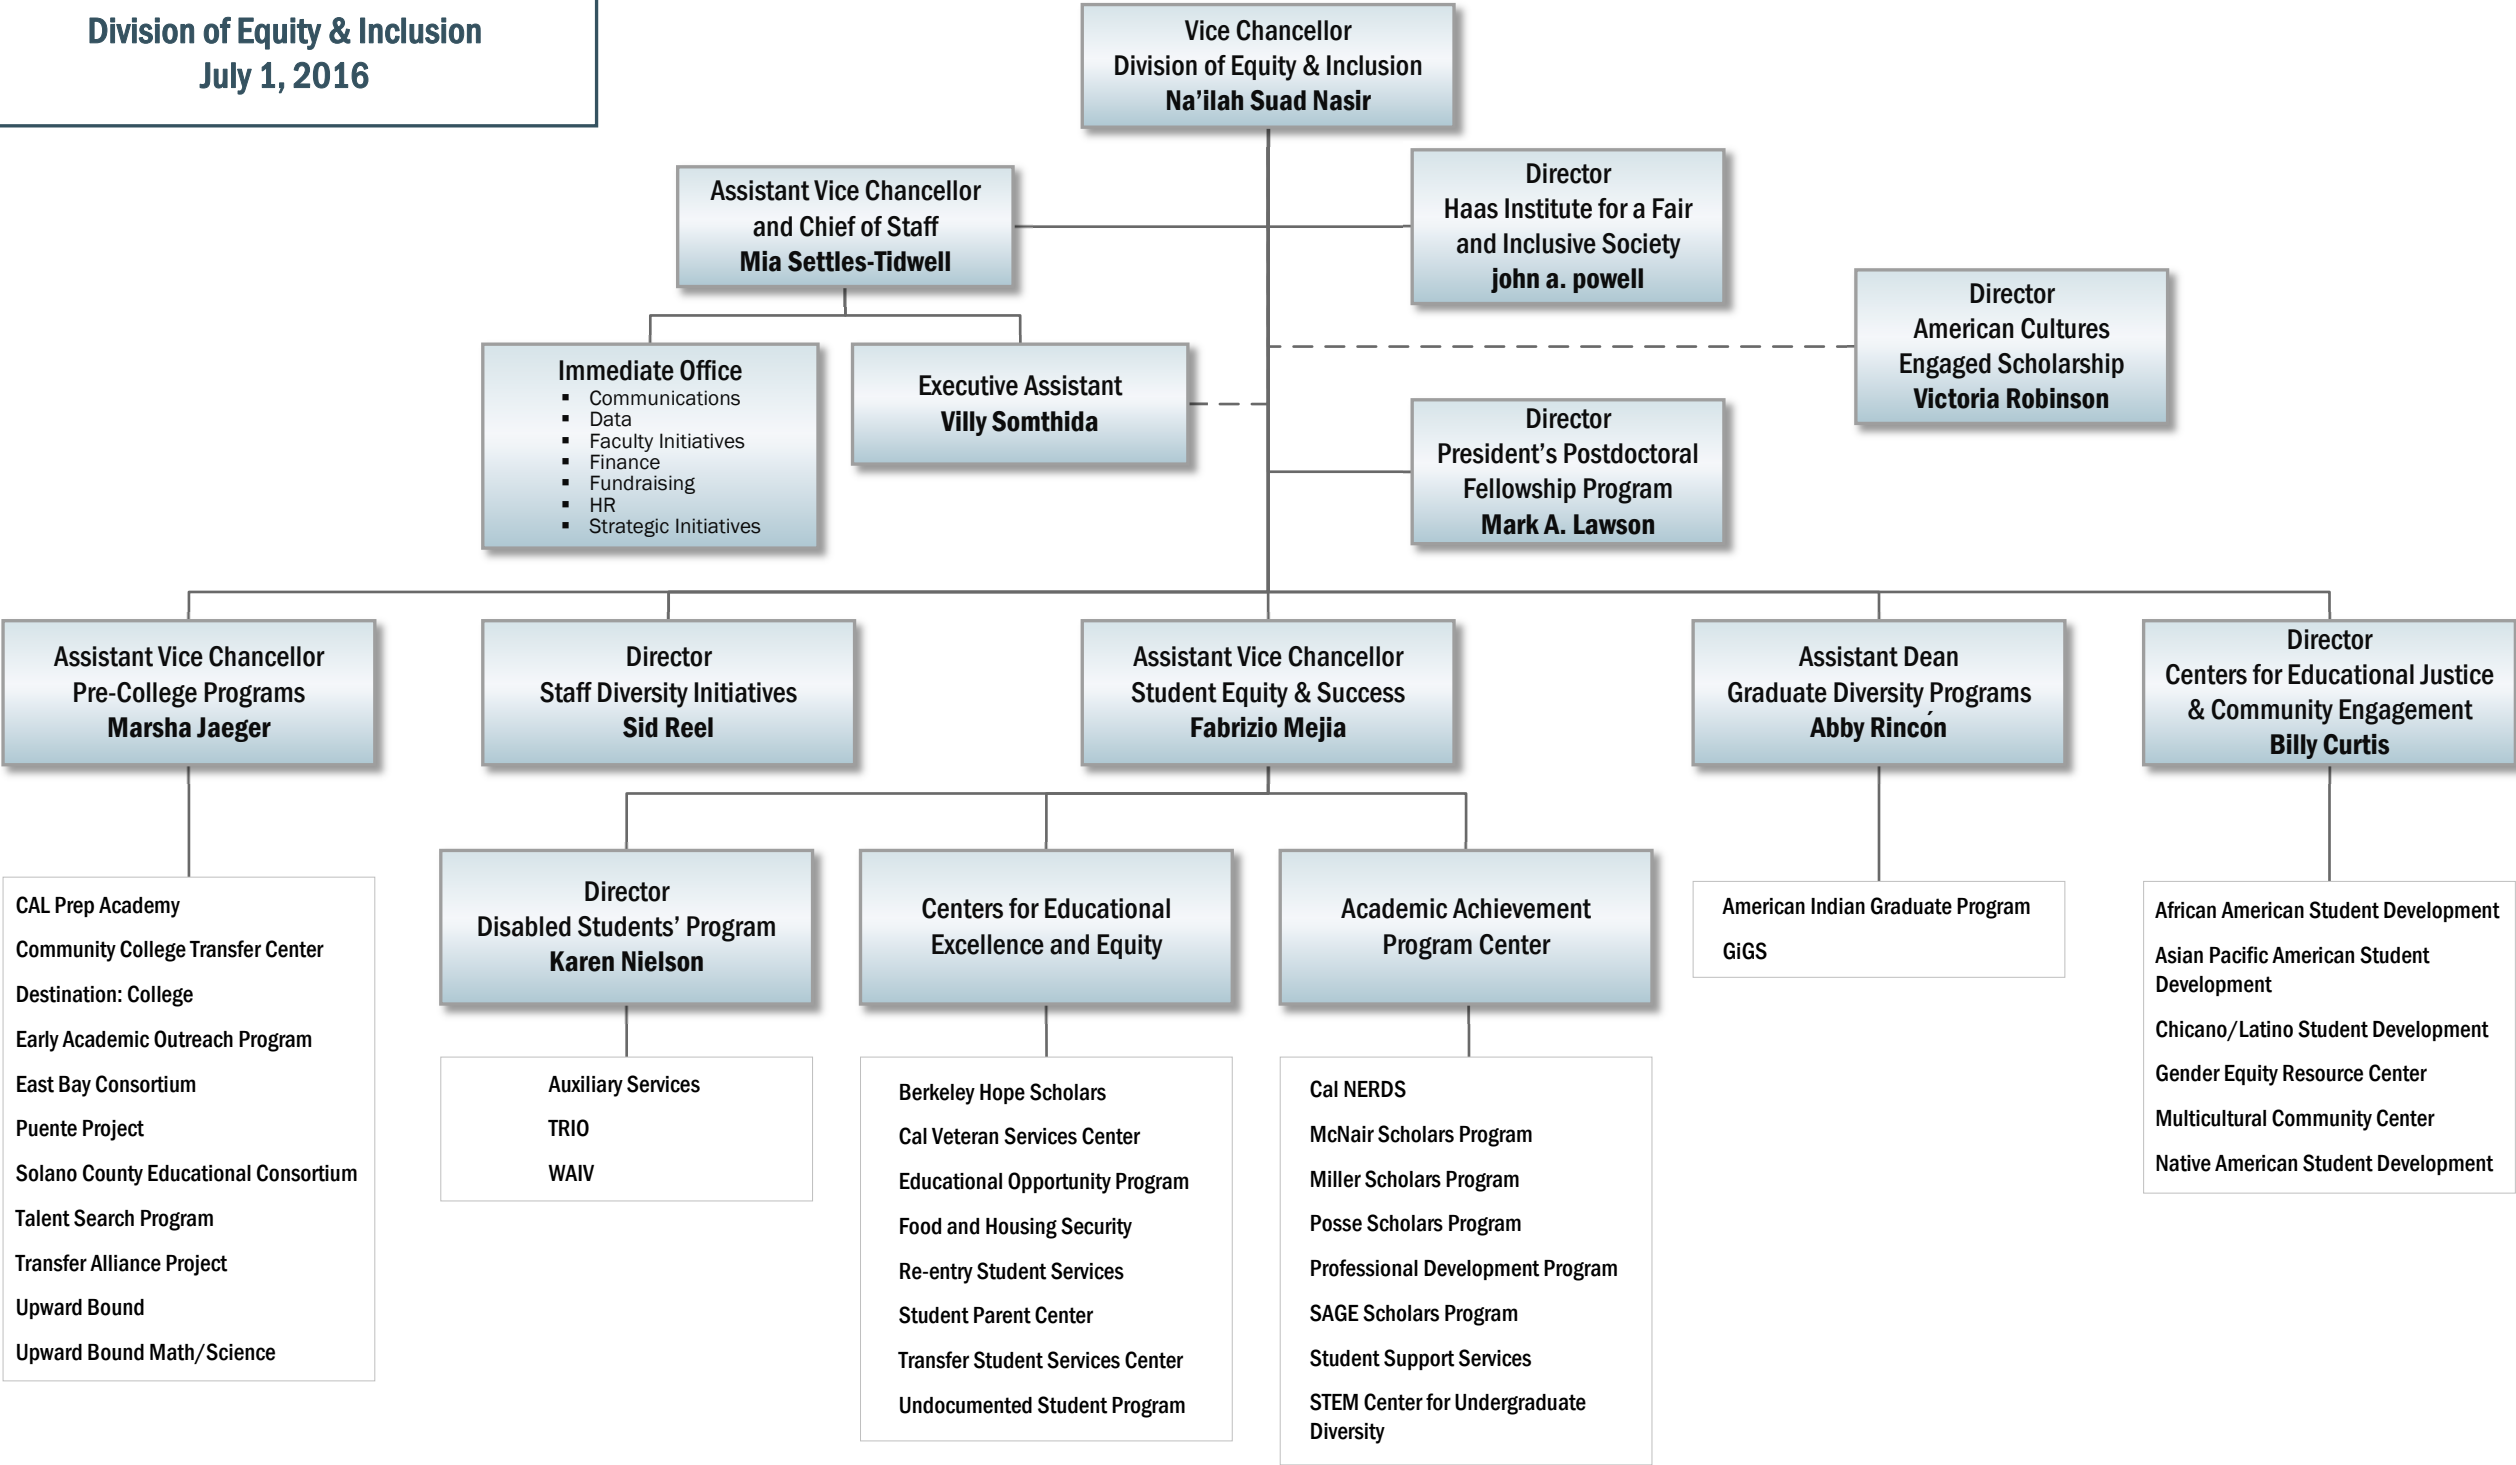 Division of Equity & Inclusion
July 1, 2016
Vice Chancellor
Division of Equity & Inclusion
Na’ilah Suad Nasir
Assistant Vice Chancellor
and Chief of Staff
Mia Settles-Tidwell
Director
Haas Institute for a Fair
and Inclusive Society
john a. powell
Director
American Cultures
Engaged Scholarship
Victoria Robinson
Immediate Office
▪ Communications
▪ Data
▪ Faculty Initiatives
▪ Finance
▪ Fundraising
▪ HR
▪ Strategic Initiatives
Executive Assistant
Villy Somthida
Director
President’s Postdoctoral
Fellowship Program
Mark A. Lawson
Assistant Vice Chancellor
Pre-College Programs
Marsha Jaeger
Director
Staff Diversity Initiatives
Sid Reel
Assistant Vice Chancellor
Student Equity & Success
Fabrizio Mejia
Assistant Dean
Graduate Diversity Programs
Abby Rincón
Director
Centers for Educational Justice
& Community Engagement
Billy Curtis
CAL Prep Academy
Community College Transfer Center
Destination: College
Early Academic Outreach Program
East Bay Consortium
Puente Project
Solano County Educational Consortium
Talent Search Program
Transfer Alliance Project
Upward Bound
Upward Bound Math/Science
Director
Disabled Students’ Program
Karen Nielson
Auxiliary Services
TRIO
WAIV
Centers for Educational
Excellence and Equity
Berkeley Hope Scholars
Cal Veteran Services Center
Educational Opportunity Program
Food and Housing Security
Re-entry Student Services
Student Parent Center
Transfer Student Services Center
Undocumented Student Program
Academic Achievement
Program Center
Cal NERDS
McNair Scholars Program
Miller Scholars Program
Posse Scholars Program
Professional Development Program
SAGE Scholars Program
Student Support Services
STEM Center for Undergraduate
Diversity
American Indian Graduate Program
GiGS
African American Student Development
Asian Pacific American Student
Development
Chicano/Latino Student Development
Gender Equity Resource Center
Multicultural Community Center
Native American Student Development